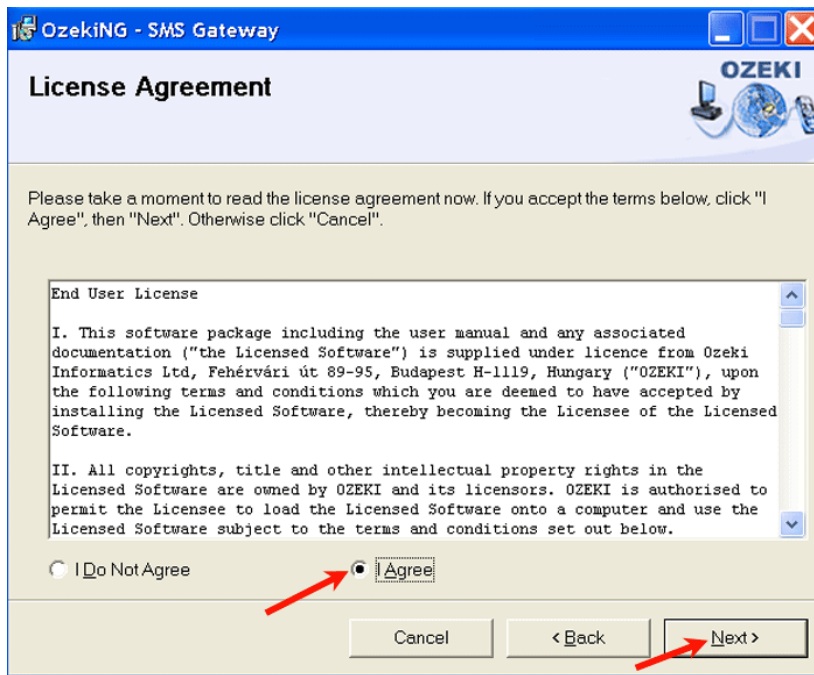 OzekiNG - SMS Gateway
License Agreement
OZEKI
Please take a moment to read the license agreement now. If you accept the terms below, click "I
Agree", then "Next". Otherwise click "Cancel".
End User License
I. This software package including the user manual and any associated
documentation ("the Licensed Software") is supplied under licence from Ozeki
Informatics Ltd, Fehérvári út 89-95, Budapest H-1119, Hungary ("OZEKI"), upon
the following terms and conditions which you are deemed to have accepted by
installing the Licensed Software, thereby becoming the Licensee of the Licensed
Software.
II. All copyrights, title and other intellectual property rights in the
Licensed Software are owned by OZEKI and its licensors. OZEKI is authorised to
permit the Licensee to load the Licensed Software onto a computer and use the
Licensed Software subject to the terms and conditions set out below.
I Do Not Agree
I Agree
Cancel
< Back
Next >